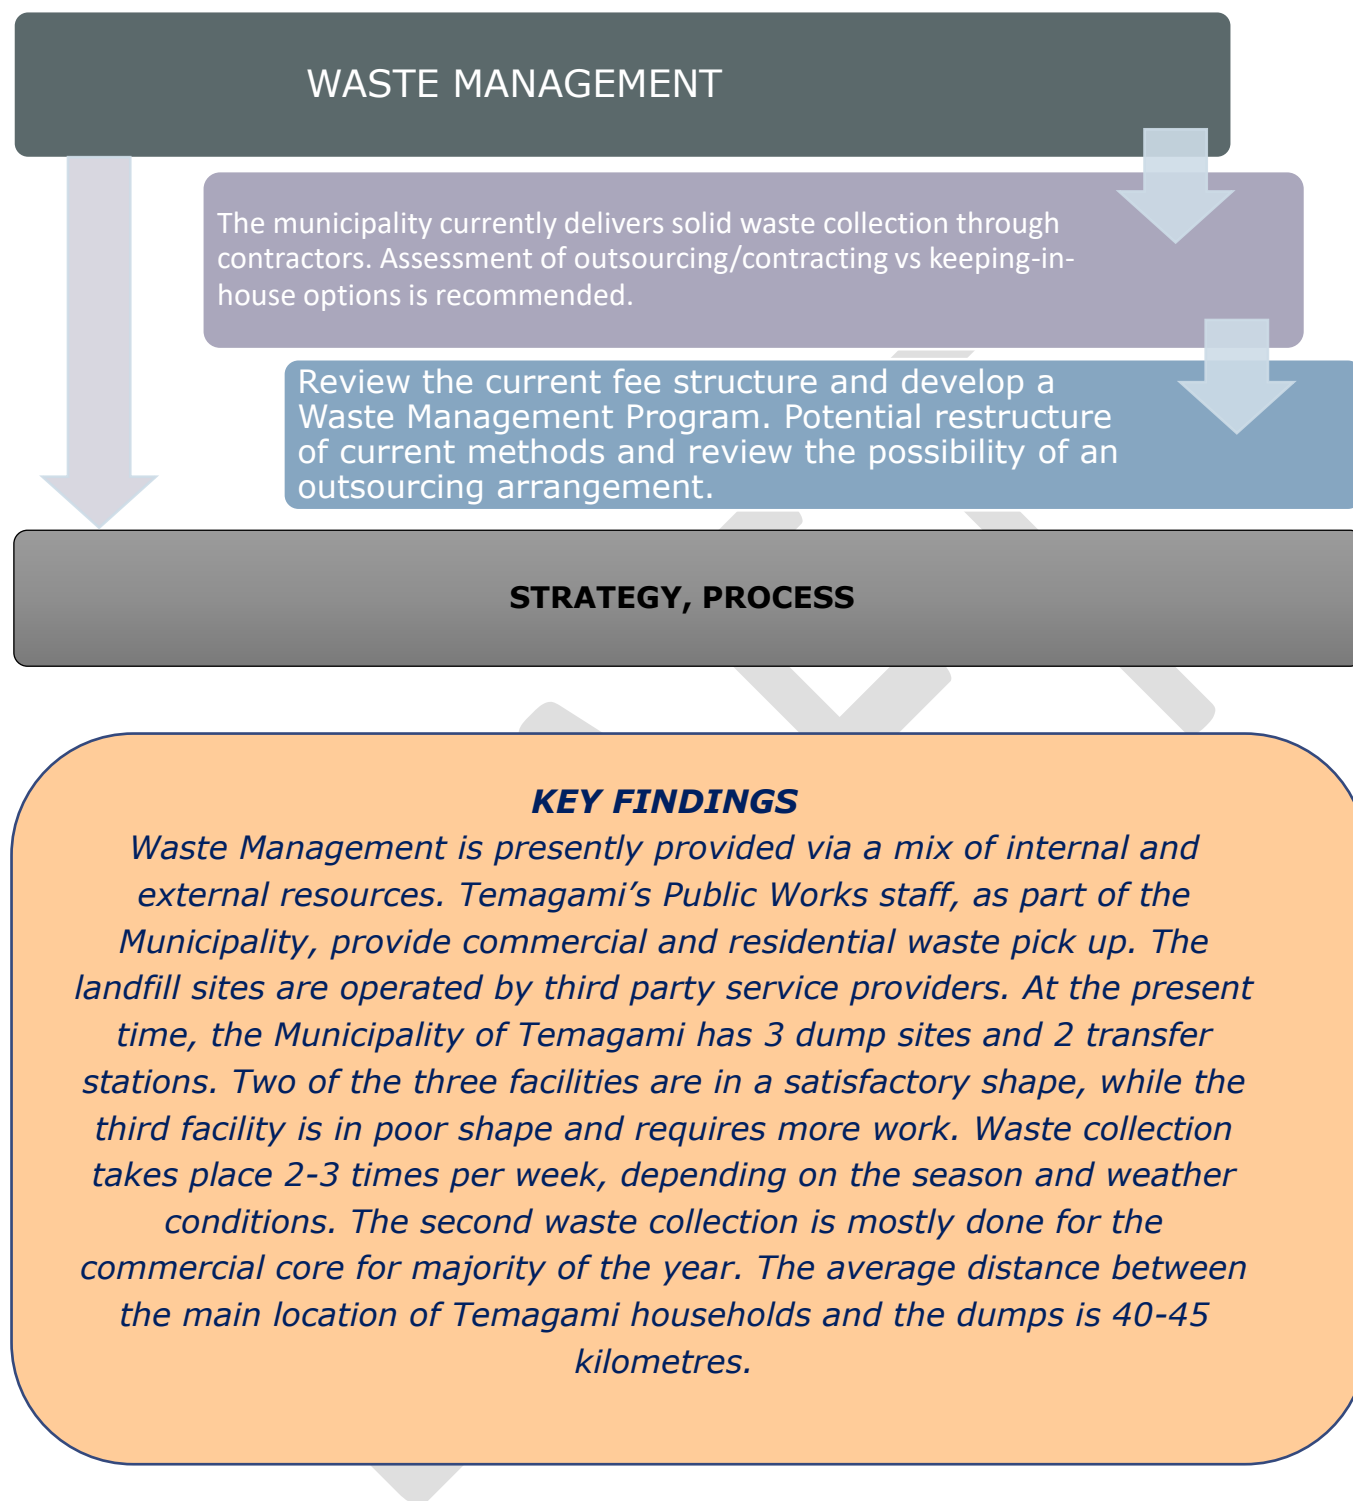 WASTE MANAGEMENT
The municipality currently delivers solid waste collection through
contractors. Assessment of outsourcing/contracting vs keeping-in-
house options is recommended.
Review the current fee structure and develop a
Waste Management Program. Potential restructure
of current methods and review the possibility of an
outsourcing arrangement.
STRATEGY, PROCESS
KEY FINDINGS
Waste Management is presently provided via a mix of internal and
external resources. Temagami’s Public Works staff, as part of the
Municipality, provide commercial and residential waste pick up. The
landfill sites are operated by third party service providers. At the present
time, the Municipality of Temagami has 3 dump sites and 2 transfer
stations. Two of the three facilities are in a satisfactory shape, while the
third facility is in poor shape and requires more work. Waste collection
takes place 2-3 times per week, depending on the season and weather
conditions. The second waste collection is mostly done for the
commercial core for majority of the year. The average distance between
the main location of Temagami households and the dumps is 40-45
kilometres.